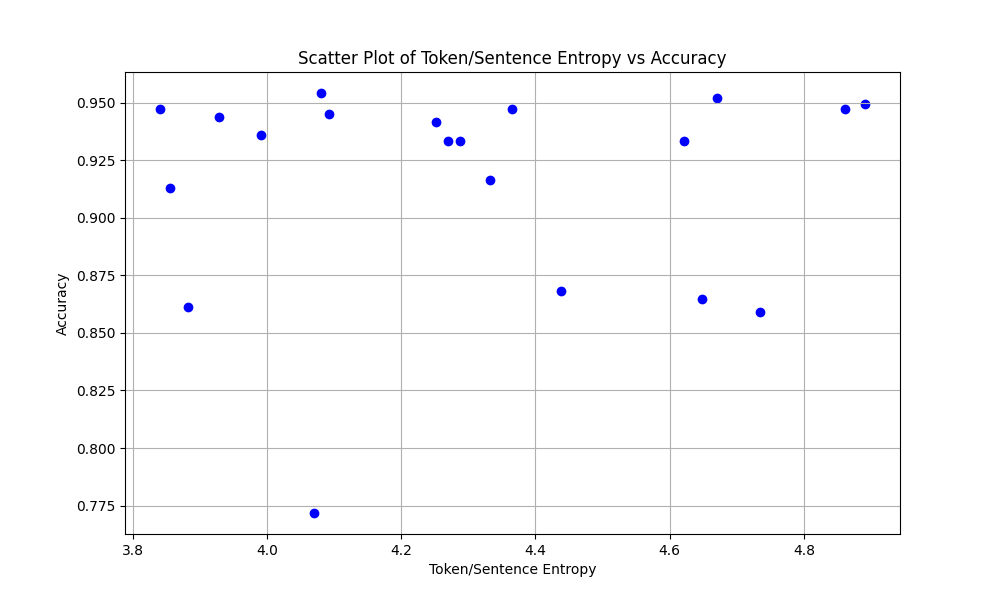 Scatter Plot of Token/Sentence Entropy vs Accuracy
0.950
0.925
0.900
0.875
0.850
0.825
0.800
0.775
Accuracy
3.8 4.0 4.2 4.4 4.6 4.8
Token/Sentence Entropy